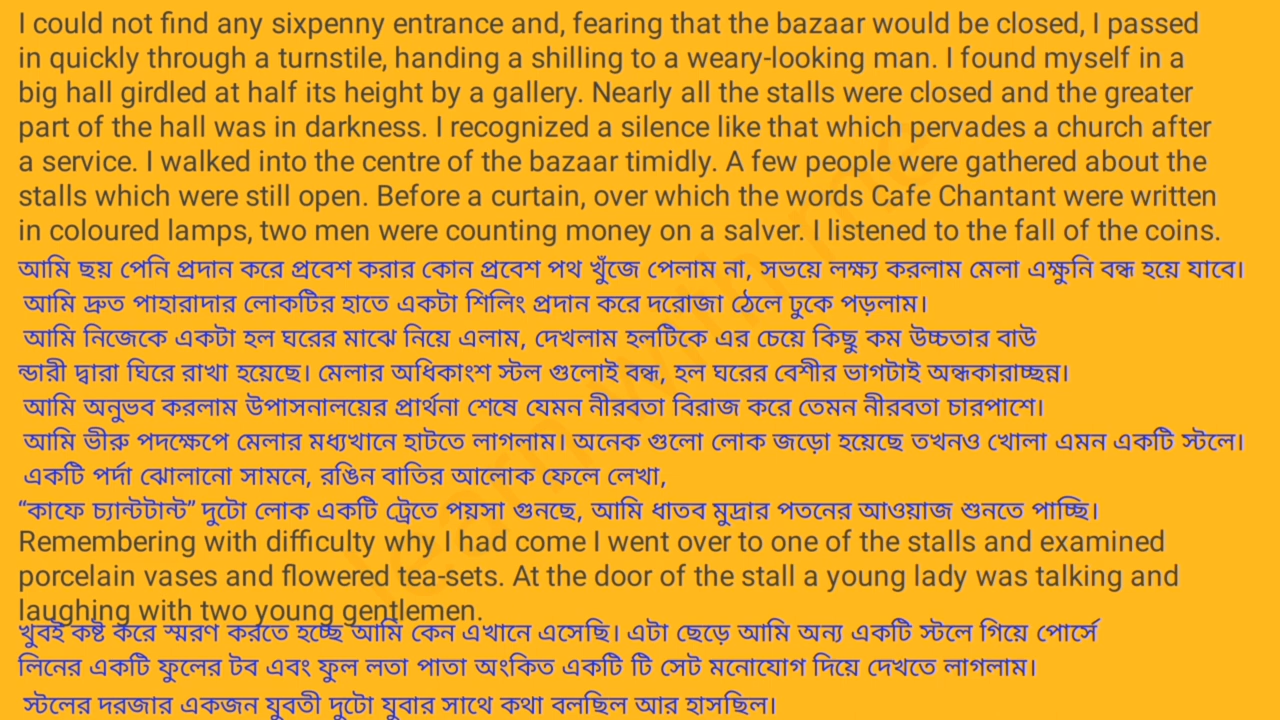 I could not find any sixpenny entrance and, fearing that the bazaar would be closed, I passed
in quickly through a turnstile, handing a shilling to a weary-looking man. I found myself in a
big hall girdled at half its height by a gallery. Nearly all the stalls were closed and the greater
part of the hall was in darkness. I recognized a silence like that which pervades a church after
a service. I walked into the centre of the bazaar timidly. A few people were gathered about the
stalls which were still open. Before a curtain, over which the words Cafe Chantant were written
in coloured lamps, two men were counting money on a salver. I listened to the fall of the coins.
আমি ছয় পেনি প্রদান করে প্রবেশ করার কোন প্রবেশ পথ খুঁজে পেলাম না, সভয়ে লক্ষ্য করলাম মেলা এক্ষুনি বন্ধ হয়ে যাবে।
আমি দ্রুত পাহারাদার লোকটির হাতে একটা শিলিং প্রদান করে দরোজা ঠেলে ঢুকে পড়লাম।
আমি নিজেকে একটা হল ঘরের মাঝে নিয়ে এলাম, দেখলাম হলটিকে এর চেয়ে কিছু কম উচ্চতার বাউ
ন্ডারী দ্বারা ঘিরে রাখা হয়েছে। মেলার অধিকাংশ স্টল গুলোই বন্ধ, হল ঘরের বেশীর ভাগটাই অন্ধকারাচ্ছন্ন।
আমি অনুভব করলাম উপাসনালয়ের প্রার্থনা শেষে যেমন নীরবতা বিরাজ করে তেমন নীরবতা চারপাশে।
আমি ভীরু পদক্ষেপে মেলার মধ্যখানে হাটতে লাগলাম। অনেক গুলো লোক জড়ো হয়েছে তখনও খোলা এমন একটি স্টলে।
একটি পর্দা ঝোলানো সামনে, রঙিন বাতির আলোক ফেলে লেখা,
“কাফে চ্যান্টটান্ট” দুটো লোক একটি ট্রেতে পয়সা গুনছে, আমি ধাতব মুদ্রার পতনের আওয়াজ শুনতে পাচ্ছি।
Remembering with difficulty why I had come I went over to one of the stalls and examined
porcelain vases and flowered tea-sets. At the door of the stall a young lady was talking and
laughing with two young gentlemen.
খুবই কষ্ট করে স্মরণ করতে হচ্ছে আমি কেন এখানে এসেছি। এটা ছেড়ে আমি অন্য একটি স্টলে গিয়ে পোর্সে
লিনের একটি ফুলের টব এবং ফুল লতা পাতা অংকিত একটি টি সেট মনোযোগ দিয়ে দেখতে লাগলাম।
স্টলের দরজার একজন যুবতী দুটো যুবার সাথে কথা বলছিল আর হাসছিল।